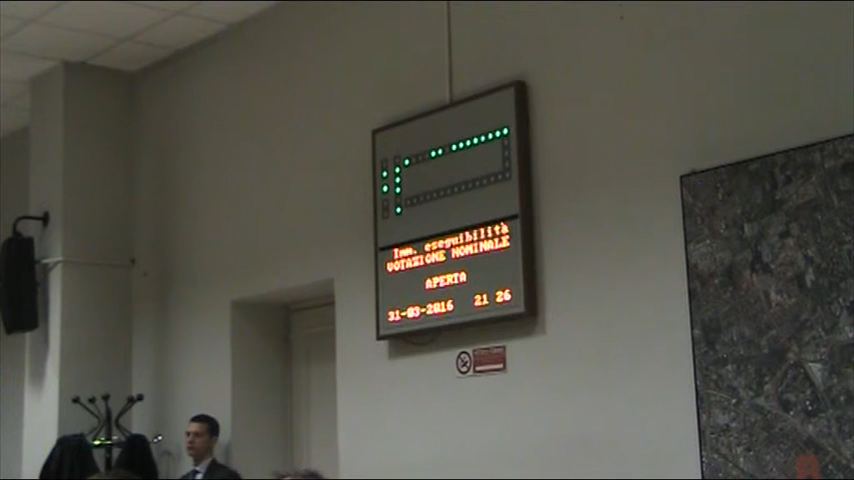 Imm. eseguibilità
VOTAZIONE NOMINALE
APERTA
31-03-2016 21 26